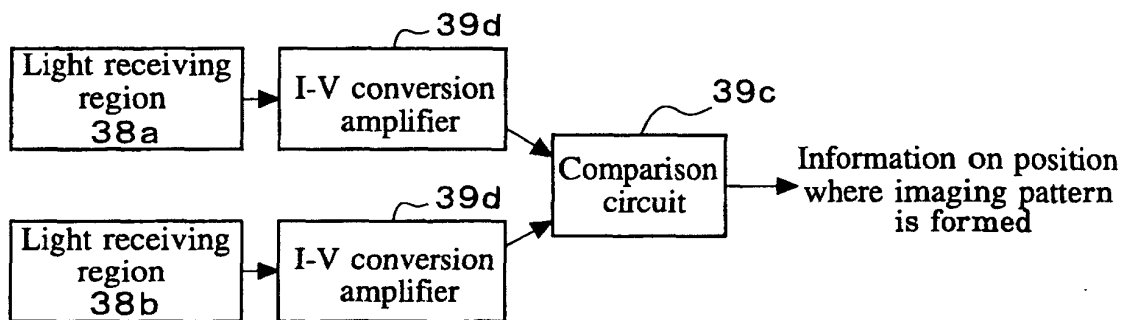 39d
Light receiving
region
38a
I-V conversion
amplifier
39c
Comparison
circuit
Information on position
where imaging pattern
is formed
39d
Light receiving
region
38b
I-V conversion
amplifier